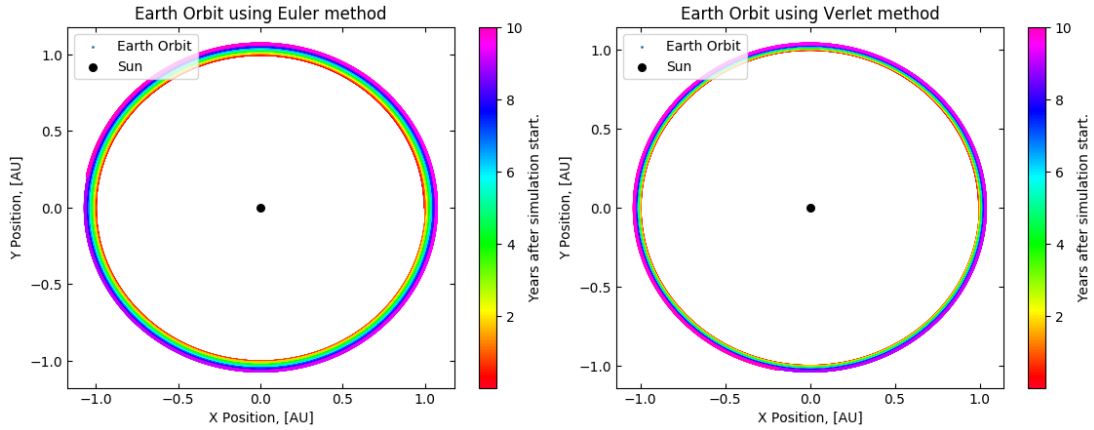 Earth Orbit using Euler method
Earth Orbit
Sun
1.0
0.5
0.0
−0.5
−1.0
Y Position, [AU]
−1.0
−0.5
0.0
0.5
1.0
X Position, [AU]
10
8
6
4
2
Years after simulation start.
Earth Orbit using Verlet method
Earth Orbit
Sun
1.0
0.5
0.0
−0.5
−1.0
Y Position, [AU]
−1.0
−0.5
0.0
0.5
1.0
X Position, [AU]
10
8
6
4
2
Years after simulation start.